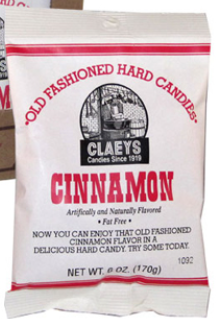 "OLD FASHIONED HARD CANDIES"
CLAEYS
Candies Since 1919
CINNAMON
Artificially and Naturally Flavored
• Fat Free •
NOW YOU CAN ENJOY THAT OLD FASHIONED
CINNAMON FLAVOR IN A
DELICIOUS HARD CANDY. TRY SOME TODAY.
1092
NET WT. 6 OZ. (170g)